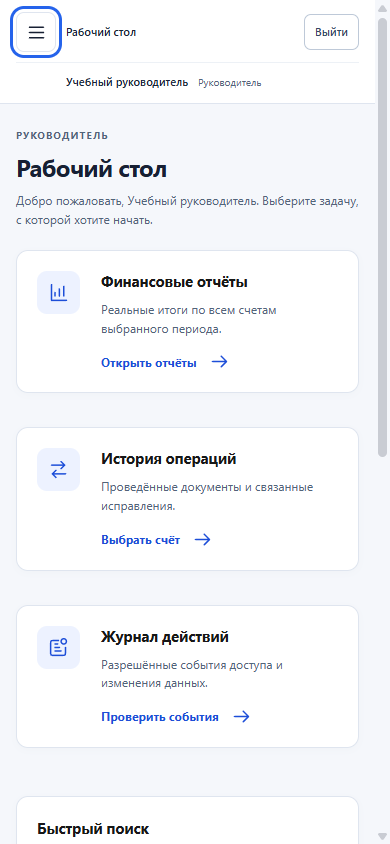 Рабочий стол
Выйти
Учебный руководитель Руководитель
РУКОВОДИТЕЛЬ
Рабочий стол
Добро пожаловать, Учебный руководитель. Выберите задачу,
с которой хотите начать.
Финансовые отчёты
Реальные итоги по всем счетам
выбранного периода.
Открыть отчёты
История операций
Проведённые документы и связанные
исправления.
Выбрать счёт
Журнал действий
Разрешённые события доступа и
изменения данных.
Проверить события
Быстрый поиск